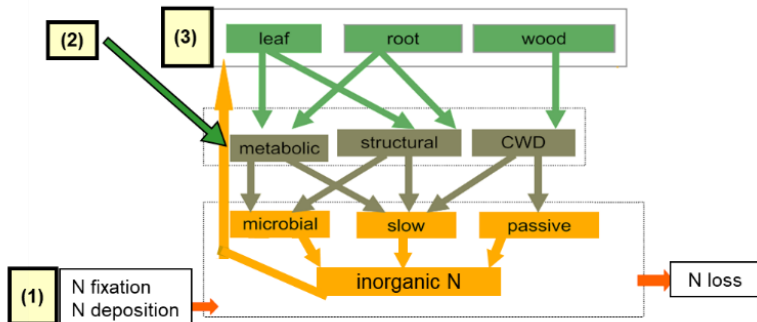 (3)
leaf
root
wood
(2)
metabolic
structural
CWD
microbial
slow
passive
(1)
N fixation
N deposition
inorganic N
N loss